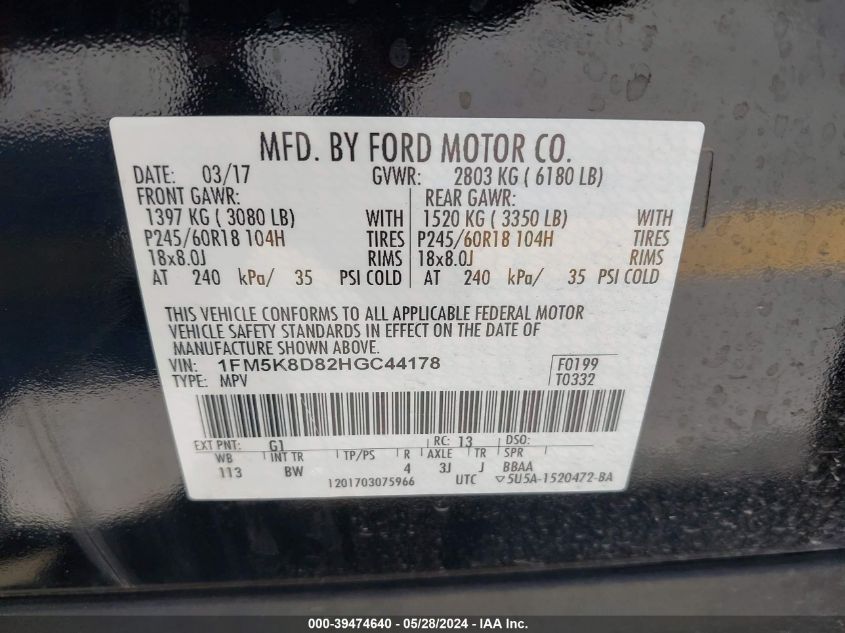 MFD. BY FORD MOTOR CO.
DATE: 03/17 GVWR: 2803 KG ( 6180 LB)
FRONT GAWR: REAR GAWR:
1397 KG ( 3080 LB) WITH 1520 KG ( 3350 LB) WITH
P245/60R18 104H TIRES P245/60R18 104H TIRES
18x8.0J RIMS 18x8.0J RIMS
AT 240 kPa/ 35 PSI COLD AT 240 kPa/ 35 PSI COLD
THIS VEHICLE CONFORMS TO ALL APPLICABLE FEDERAL MOTOR
VEHICLE SAFETY STANDARDS IN EFFECT ON THE DATE OF
MANUFACTURE SHOWN ABOVE.
VIN: 1FM5K8D82HGC44178 F0199
TYPE: MPV T0332
EXT PNT: G1 RC: 13 DSO:
WB INT TR TP/PS R AXLE TR SPR
113 BW 4 3J J BBAA
1201703075966 UTC ▽5U5A-1520472-BA
000-39474640 - 05/28/2024 - IAA Inc.